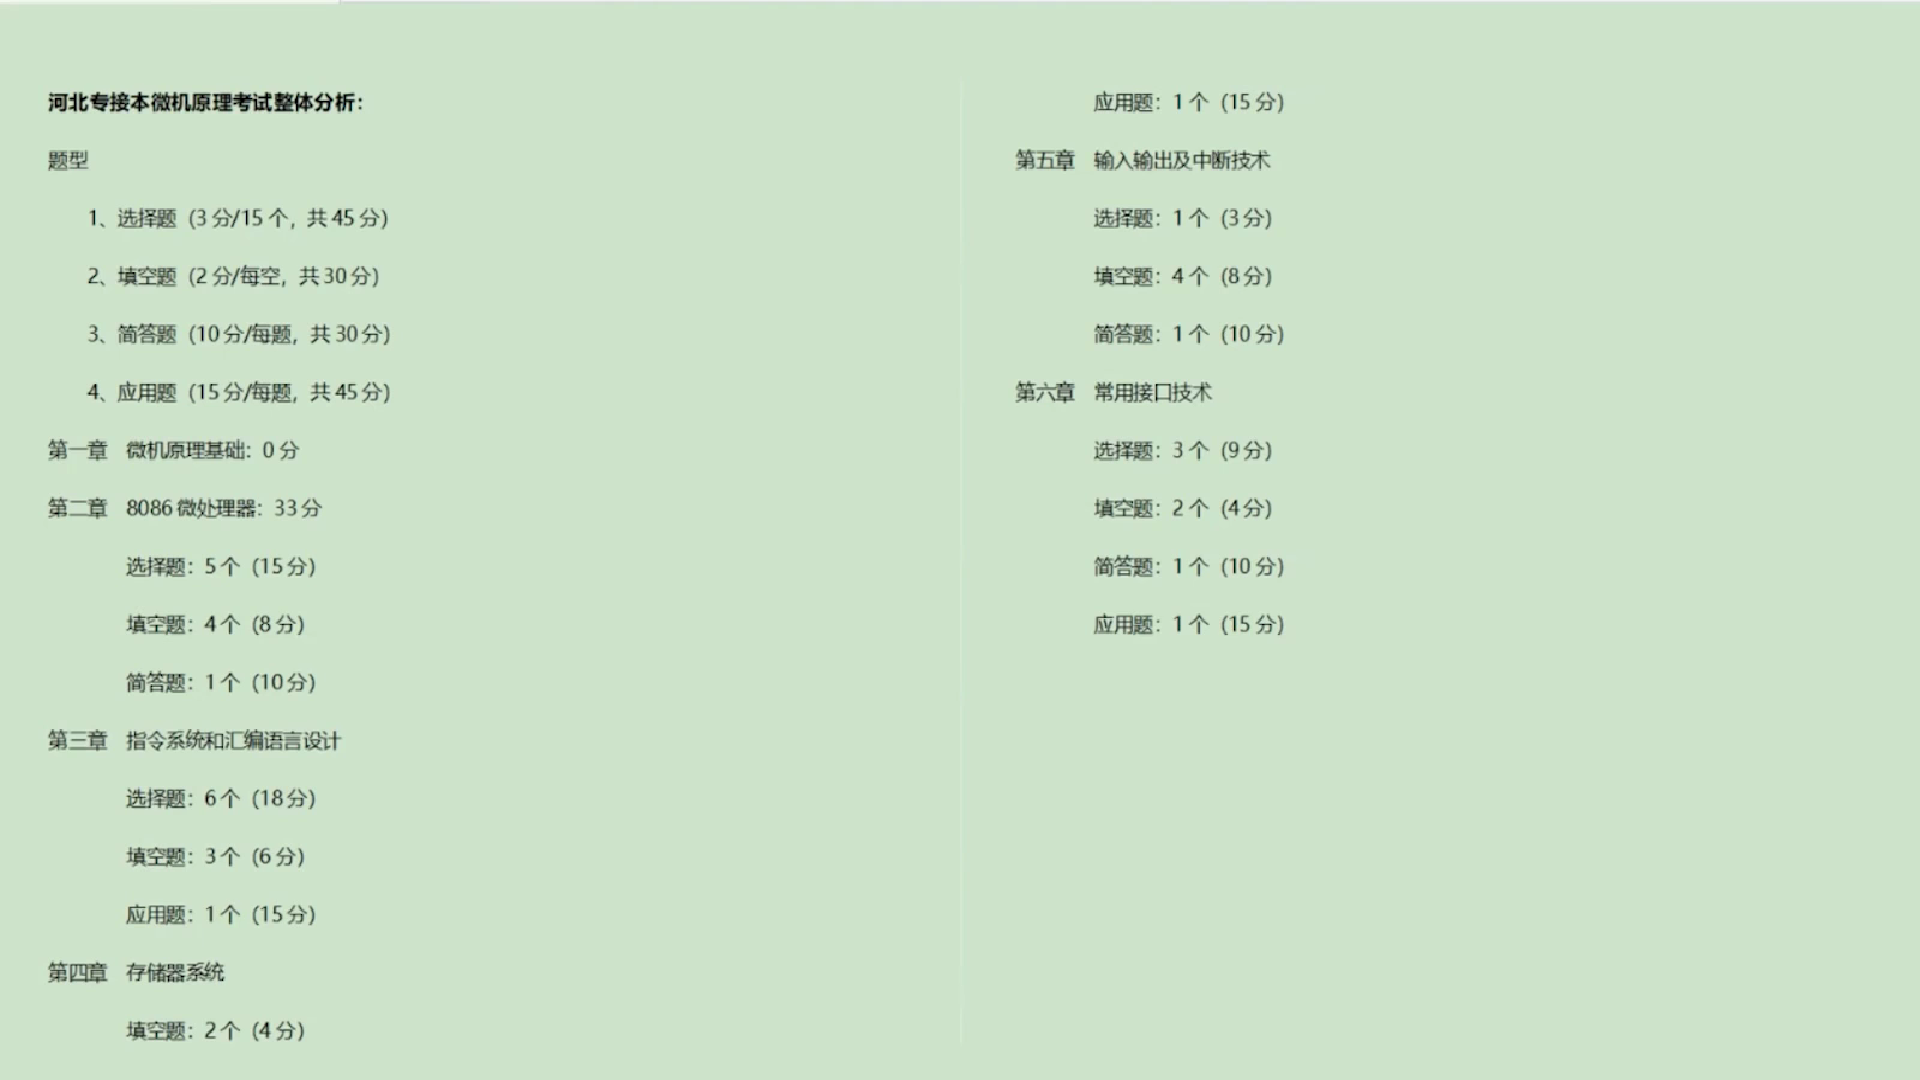 河北专接本微机原理考试整体分析：
题型
1、选择题（3分/15个，共45分）
2、填空题（2分/每空，共30分）
3、简答题（10分/每题，共30分）
4、应用题（15分/每题，共45分）
第一章 微机原理基础：0分
第二章 8086微处理器：33分
选择题：5个（15分）
填空题：4个（8分）
简答题：1个（10分）
第三章 指令系统和汇编语言设计
选择题：6个（18分）
填空题：3个（6分）
应用题：1个（15分）
第四章 存储器系统
填空题：2个（4分）
应用题：1个（15分）
第五章 输入输出及中断技术
选择题：1个（3分）
填空题：4个（8分）
简答题：1个（10分）
第六章 常用接口技术
选择题：3个（9分）
填空题：2个（4分）
简答题：1个（10分）
应用题：1个（15分）